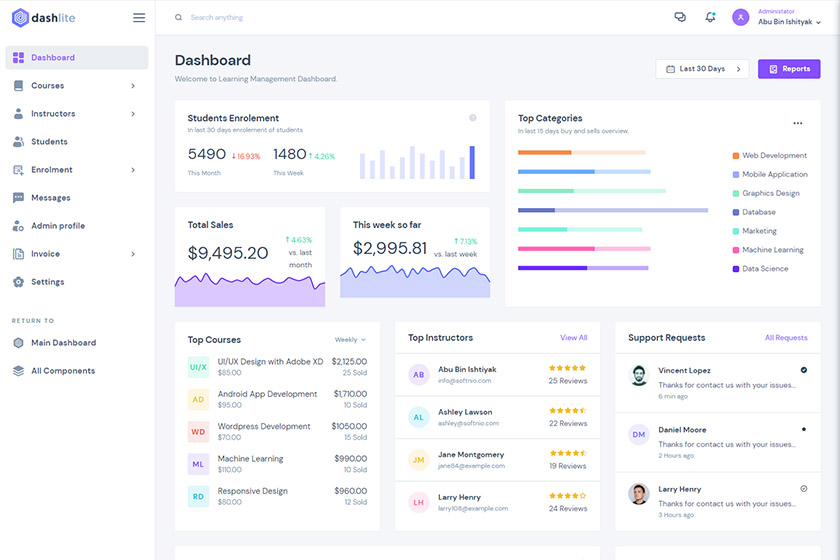 dashlite
Search anything
Administator
Abu Bin Ishityak
Dashboard
Courses
Instructors
Students
Enrolment
Messages
Admin profile
Invoice
Settings
RETURN TO
Main Dashboard
All Components
Dashboard
Welcome to Learning Management Dashboard.
Last 30 Days
Reports
Students Enrolement
In last 30 days enrolement of students
5490 16.93%
This Month
1480 4.26%
This Week
Top Categories
In last 15 days buy and sells overview.
Web Development
Mobile Application
Graphics Design
Database
Marketing
Machine Learning
Data Science
Total Sales
$9,495.20
4.63%
vs. last
month
This week so far
$2,995.81
7.13%
vs. last week
Top Courses
Weekly
UI/X
UI/UX Design with Adobe XD $2,125.00
$85.00 25 Sold
AD
Android App Development $1,710.00
$95.00 10 Sold
WD
Wordpress Development $1050.00
$70.00 15 Sold
ML
Machine Learning $990.00
$110.00 10 Sold
RD
Responsive Design $960.00
$80.00 12 Sold
Top Instructors
View All
AB
Abu Bin Ishtiyak
info@softnio.com
25 Reviews
AL
Ashley Lawson
ashley@softnio.com
22 Reviews
JM
Jane Montgomery
jane84@example.com
19 Reviews
LH
Larry Henry
larry108@example.com
24 Reviews
Support Requests
All Requests
Vincent Lopez
Thanks for contact us with your issues...
6 min ago
DM
Daniel Moore
Thanks for contact us with your issues...
2 Hours ago
Larry Henry
Thanks for contact us with your issues...
3 Hours ago